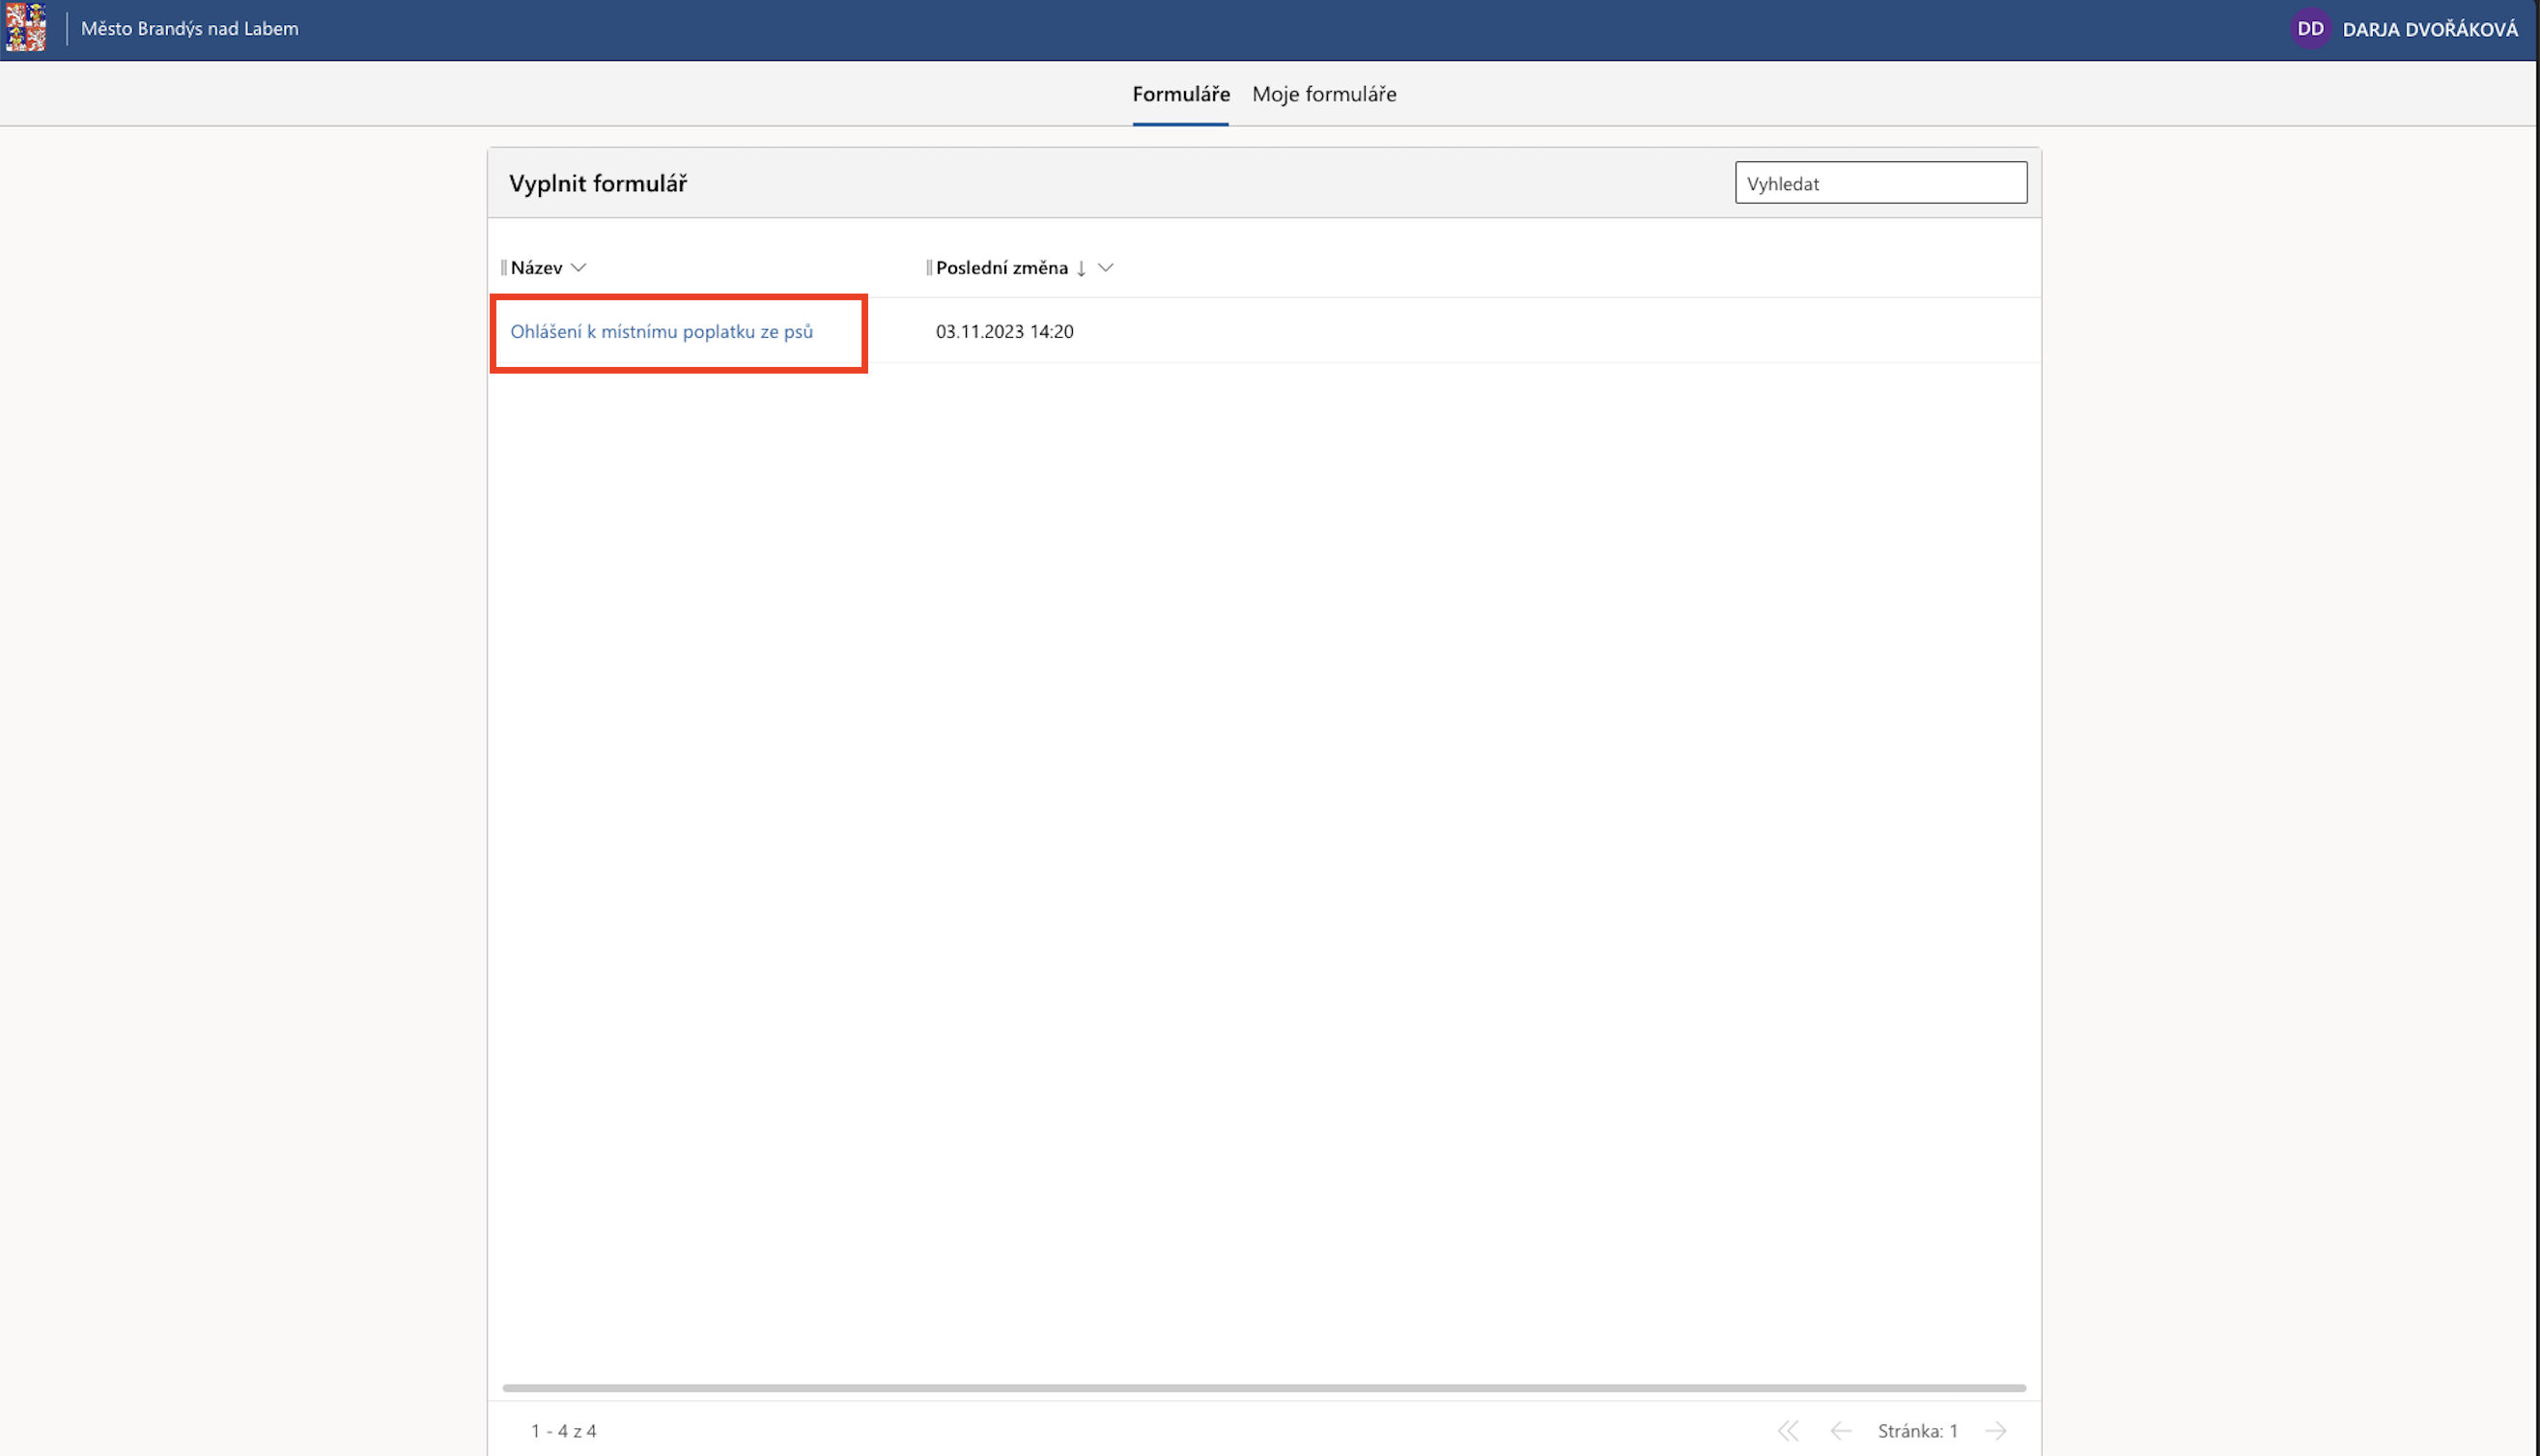 Město Brandýs nad Labem
DD DARJA DVOŘÁKOVÁ
Formuláře Moje formuláře
Vyplnit formulář
Vyhledat
Název Poslední změna
Ohlášení k místnímu poplatku ze psů 03.11.2023 14:20
1 - 4 z 4 Stránka: 1